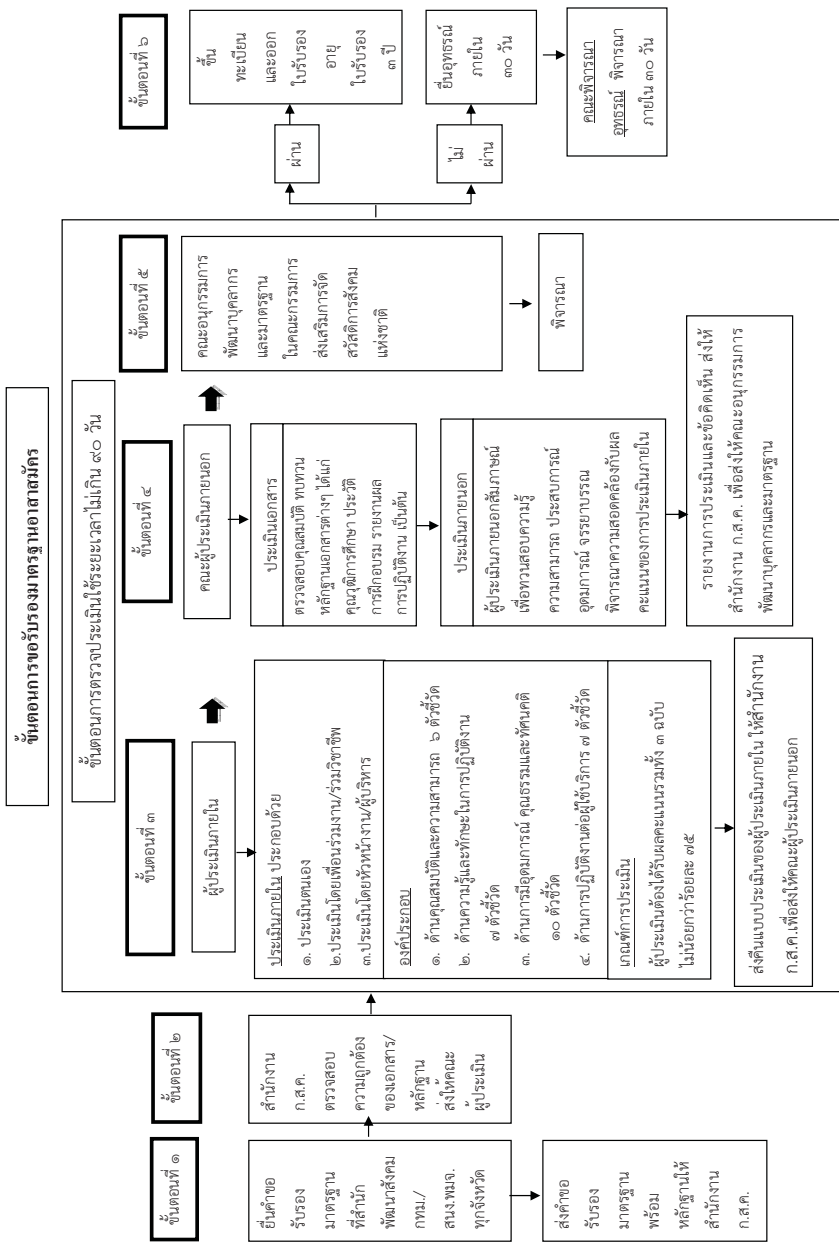 ขั้นตอนการขอรับรองมาตรฐานอาสาสมัคร
ขั้นตอนที่ ๑
ยื่นคำขอ
รับรอง
มาตรฐาน
ที่สำนัก
พัฒนาสังคม
กทม./
สนง.พมจ.
ทุกจังหวัด
ส่งคำขอ
รับรอง
มาตรฐาน
พร้อม
หลักฐานให้
สำนักงาน
ก.ส.ค.
ขั้นตอนที่ ๒
สำนักงาน
ก.ส.ค.
ตรวจสอบ
ความถูกต้อง
ของเอกสาร/
หลักฐาน
ส่งให้คณะ
ผู้ประเมิน
ขั้นตอนการตรวจประเมินใช้ระยะเวลาไม่เกิน ๙๐ วัน
ขั้นตอนที่ ๓
ผู้ประเมินภายใน
ประเมินภายใน ประกอบด้วย
๑. ประเมินตนเอง
๒.ประเมินโดยเพื่อนร่วมงาน/ร่วมวิชาชีพ
๓.ประเมินโดยหัวหน้างาน/ผู้บริหาร
องค์ประกอบ
๑. ด้านคุณสมบัติและความสามารถ ๖ ตัวชี้วัด
๒. ด้านความรู้และทักษะในการปฏิบัติงาน
๗ ตัวชี้วัด
๓. ด้านการมีอุดมการณ์ คุณธรรมและทัศนคติ
๑๐ ตัวชี้วัด
๔. ด้านการปฏิบัติงานต่อผู้ใช้บริการ ๗ ตัวชี้วัด
เกณฑ์การประเมิน
ผู้ประเมินต้องได้รับผลคะแนนรวมทั้ง ๓ ฉบับ
ไม่น้อยกว่าร้อยละ ๗๕
ส่งคืนแบบประเมินของผู้ประเมินภายใน ให้สำนักงาน
ก.ส.ค.เพื่อส่งให้คณะผู้ประเมินภายนอก
ขั้นตอนที่ ๔
คณะผู้ประเมินภายนอก
ประเมินเอกสาร
ตรวจสอบคุณสมบัติ ทบทวน
หลักฐานเอกสารต่างๆ ได้แก่
คุณวุฒิการศึกษา ประวัติ
การฝึกอบรม รายงานผล
การปฏิบัติงาน เป็นต้น
ประเมินภายนอก
ผู้ประเมินภายนอกสัมภาษณ์
เพื่อทวนสอบความรู้
ความสามารถ ประสบการณ์
อุดมการณ์ จรรยาบรรณ
พิจารณาความสอดคล้องกับผล
คะแนนของการประเมินภายใน
รายงานการประเมินและข้อคิดเห็น ส่งให้
สำนักงาน ก.ส.ค. เพื่อส่งให้คณะอนุกรรมการ
พัฒนาบุคลากรและมาตรฐาน
ขั้นตอนที่ ๕
คณะอนุกรรมการ
พัฒนาบุคลากร
และมาตรฐาน
ในคณะกรรมการ
ส่งเสริมการจัด
สวัสดิการสังคม
แห่งชาติ
พิจารณา
ขั้นตอนที่ ๖
ผ่าน
ขึ้น
ทะเบียน
และออก
ใบรับรอง
อายุ
ใบรับรอง
๓ ปี
ไม่
ผ่าน
ยื่นอุทธรณ์
ภายใน
๓๐ วัน
คณะพิจารณา
อุทธรณ์ พิจารณา
ภายใน ๓๐ วัน